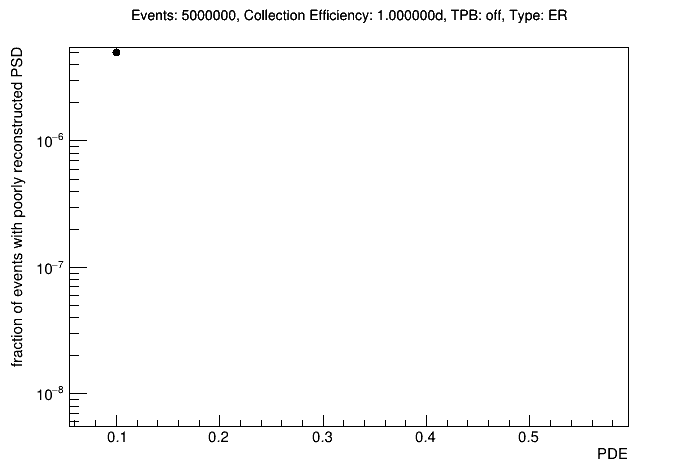 Events: 5000000, Collection Efficiency: 1.000000d, TPB: off, Type: ER
fraction of events with poorly reconstructed PSD
10⁻⁶
10⁻⁷
10⁻⁸
0.1 0.2 0.3 0.4 0.5
PDE